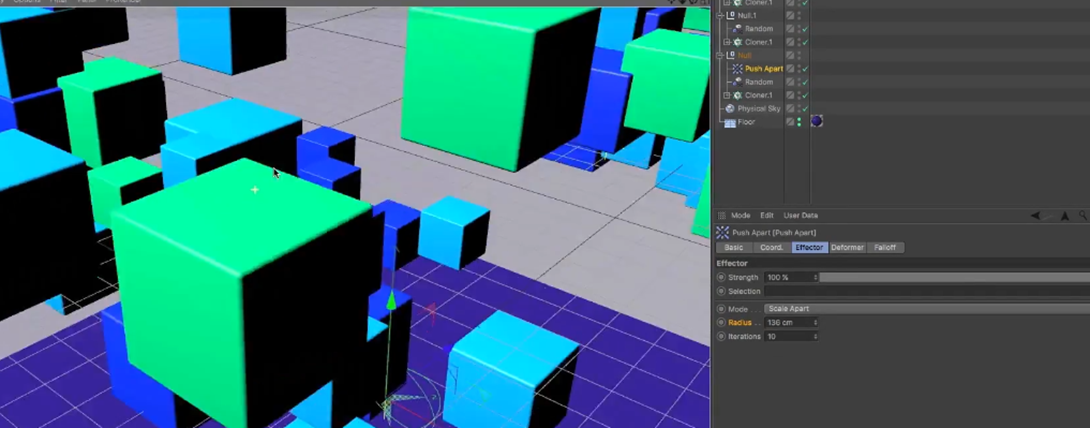 Cloner.1
Null.1
Random
Cloner.1
Null
Push Apart
Random
Cloner.1
Physical Sky
Floor
Mode Edit User Data
Push Apart [Push Apart]
Basic Coord. Effector Deformer Falloff
Effector
Strength 100 %
Selection
Mode Scale Apart
Radius 136 cm
Iterations 10